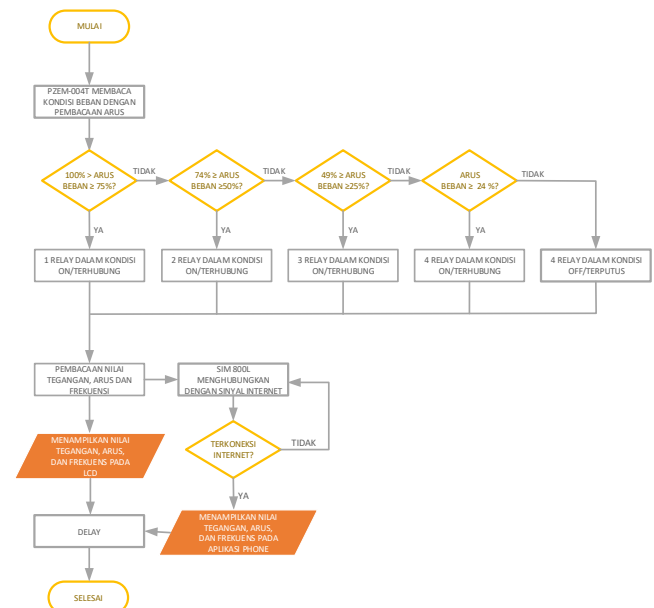 MULAI
PZEM-004T MEMBACA
KONDISI BEBAN DENGAN
PEMBACAAN ARUS
100% > ARUS
BEBAN ≥ 75%?
TIDAK
74% ≥ ARUS
BEBAN ≥50%?
TIDAK
49% ≥ ARUS
BEBAN ≥25%?
TIDAK
ARUS
BEBAN ≥ 24 %?
TIDAK
YA
YA
YA
YA
1 RELAY DALAM KONDISI
ON/TERHUBUNG
2 RELAY DALAM KONDISI
ON/TERHUBUNG
3 RELAY DALAM KONDISI
ON/TERHUBUNG
4 RELAY DALAM KONDISI
ON/TERHUBUNG
4 RELAY DALAM KONDISI
OFF/TERPUTUS
PEMBACAAN NILAI
TEGANGAN, ARUS DAN
FREKUENSI
SIM 800L
MENGHUBUNGKAN
DENGAN SINYAL INTERNET
MENAMPILKAN NILAI
TEGANGAN, ARUS,
DAN FREKUENS PADA
LCD
TERKONEKSI
INTERNET?
TIDAK
YA
MENAMPILKAN NILAI
TEGANGAN, ARUS,
DAN FREKUENS PADA
APLIKASI PHONE
DELAY
SELESAI